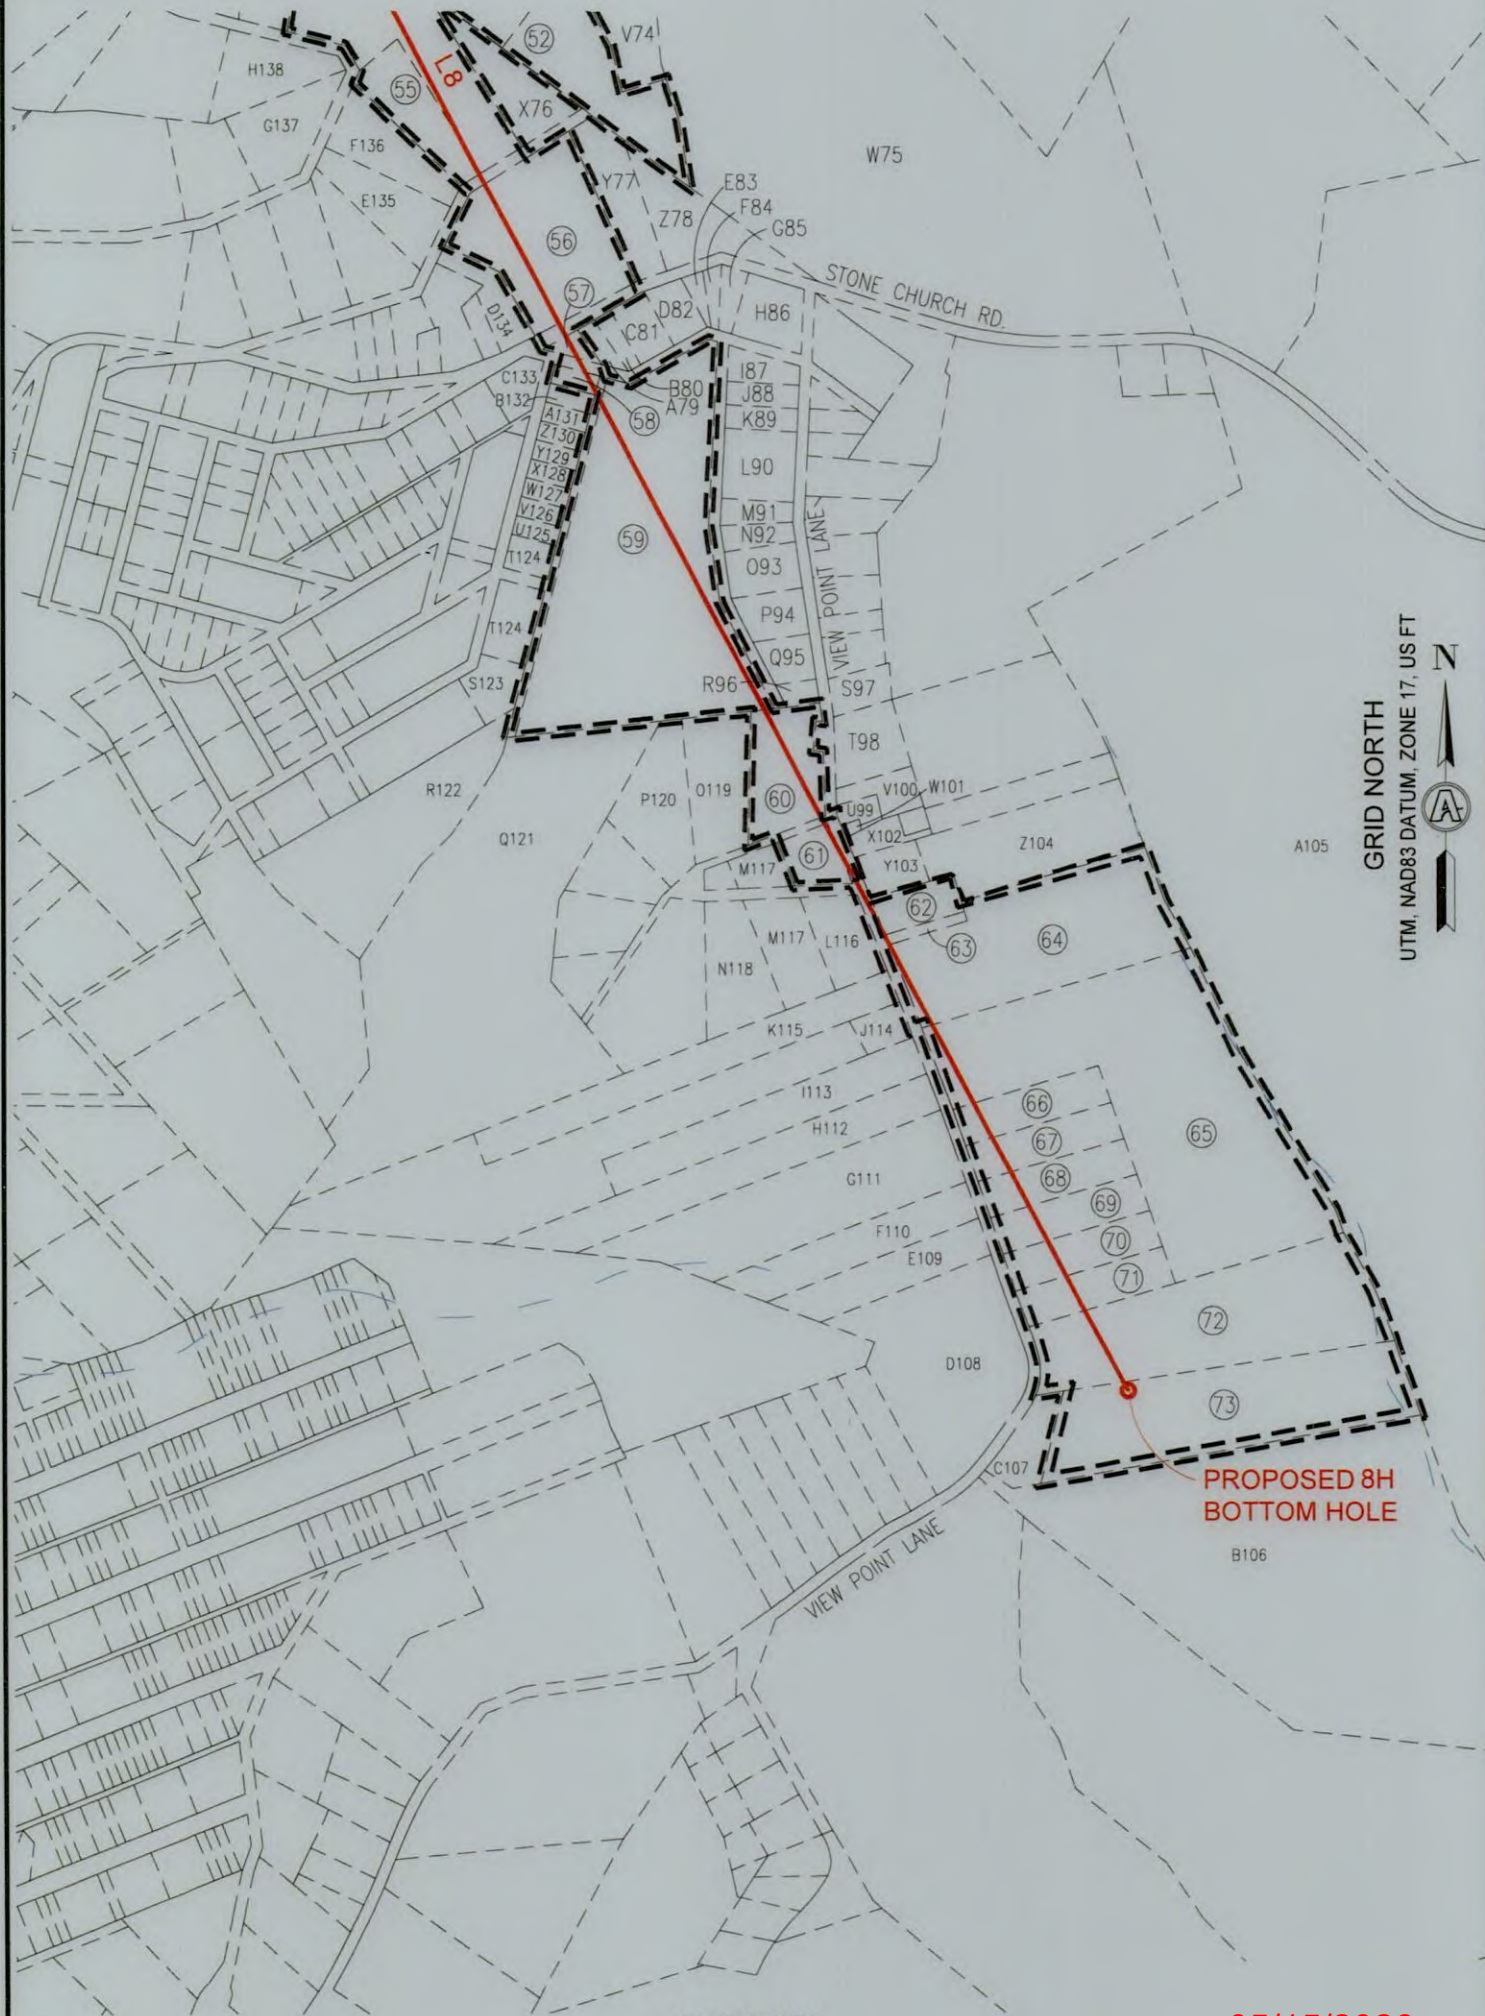 52
V74
H138
L8
55
X76
G137
F136
W75
Y77
E83
E135
F84
Z78
G85
56
STONE CHURCH RD.
57
D134
D82
H86
C81
I87
C133
B80
J88
B132
A79
A131
58
K89
Z130
Y129
X128
L90
W127
V126
M91
U125
N92
59
T124
O93
VIEW POINT LANE
P94
T124
Q95
S123
R96
S97
GRID NORTH
UTM, NAD83 DATUM, ZONE 17, US FT
N
A
T98
R122
P120
O119
60
V100
W101
U99
Q121
X102
Z104
A105
M117
61
Y103
62
M117
L116
63
64
N118
K115
J114
I113
66
H112
67
65
G111
68
69
F110
70
E109
71
72
D108
73
C107
PROPOSED 8H
BOTTOM HOLE
VIEW POINT LANE
B106